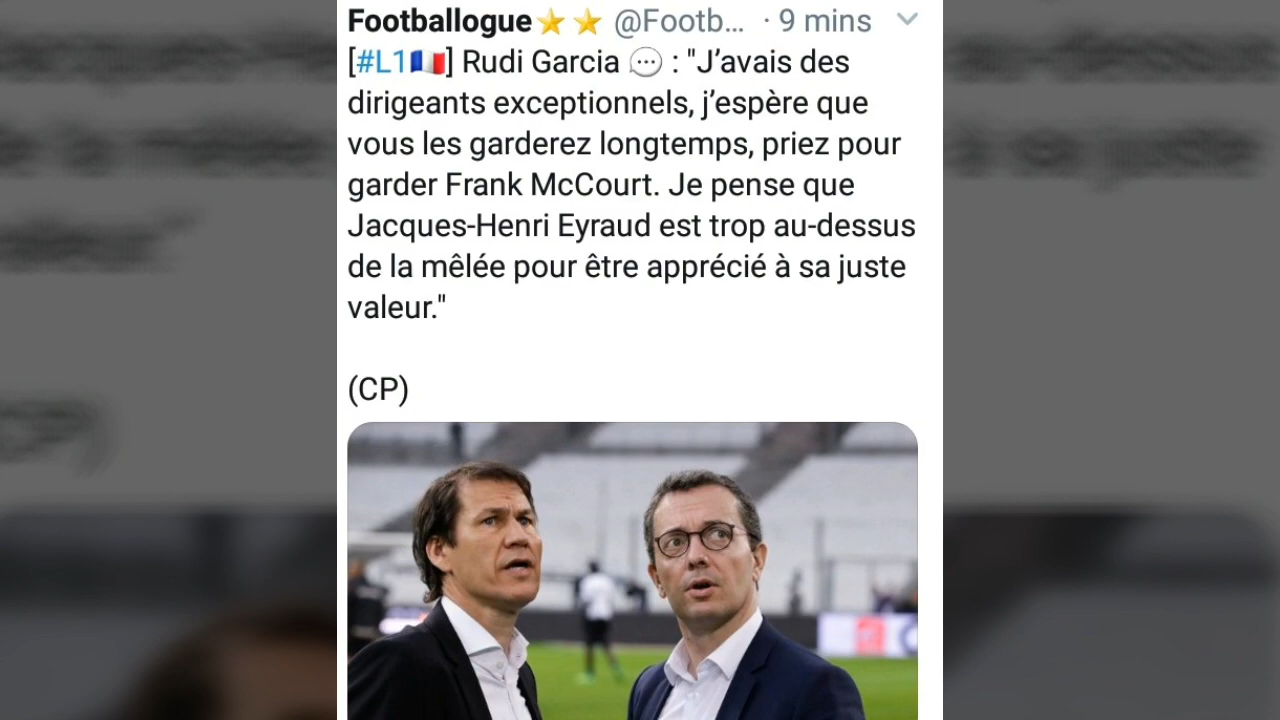 Footballogue⭐⭐ @Footb... · 9 mins
[#L1🇫🇷] Rudi Garcia 💬 : "J’avais des
dirigeants exceptionnels, j’espère que
vous les garderez longtemps, priez pour
garder Frank McCourt. Je pense que
Jacques-Henri Eyraud est trop au-dessus
de la mêlée pour être apprécié à sa juste
valeur."
(CP)